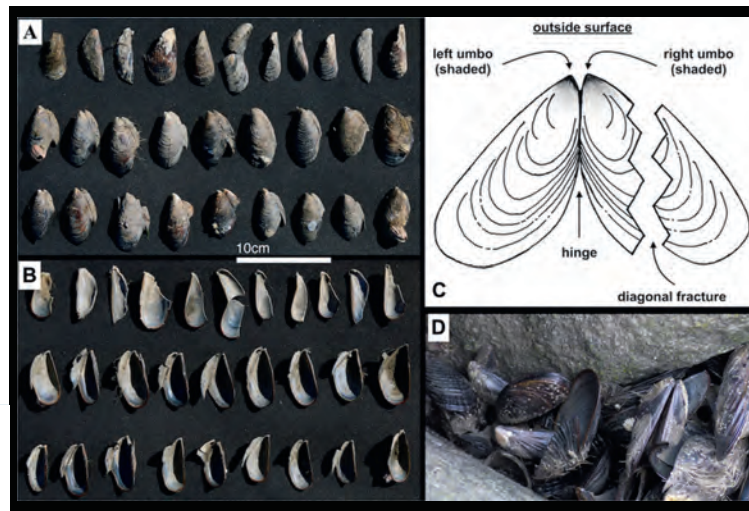 A
10cm
B
outside surface
left umbo
(shaded)
right umbo
(shaded)
hinge
diagonal fracture
C
D